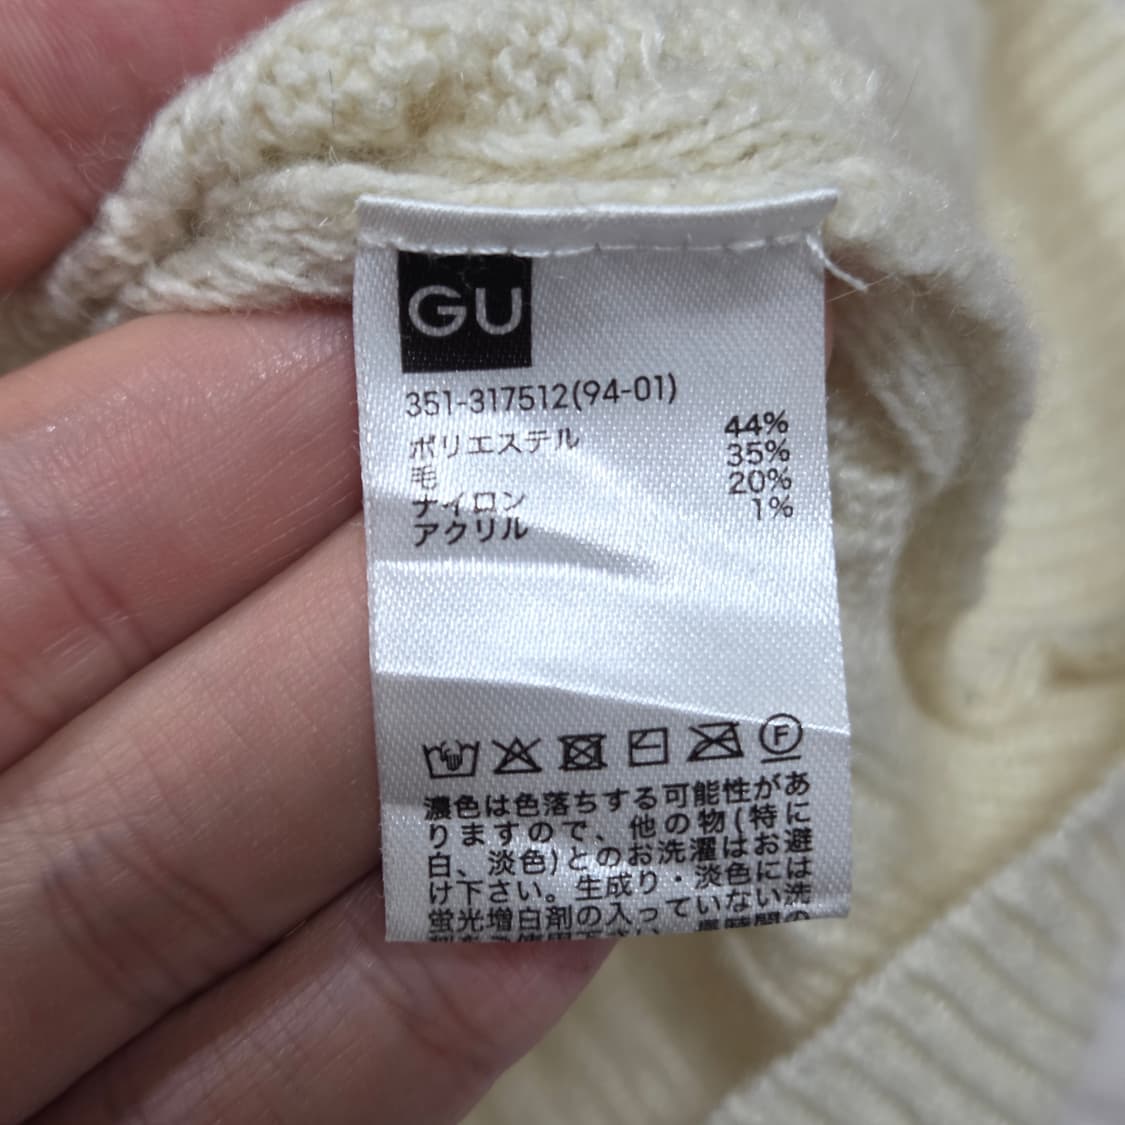 GU
351-317512(94-01)
ポリエステル 44%
毛 35%
ナイロン 20%
アクリル 1%
F
濃色は色落ちする可能性があ
りますので、他の物(特に
白、淡色)とのお洗濯はお避
け下さい。生成り・淡色には
蛍光増白剤の入っていない洗